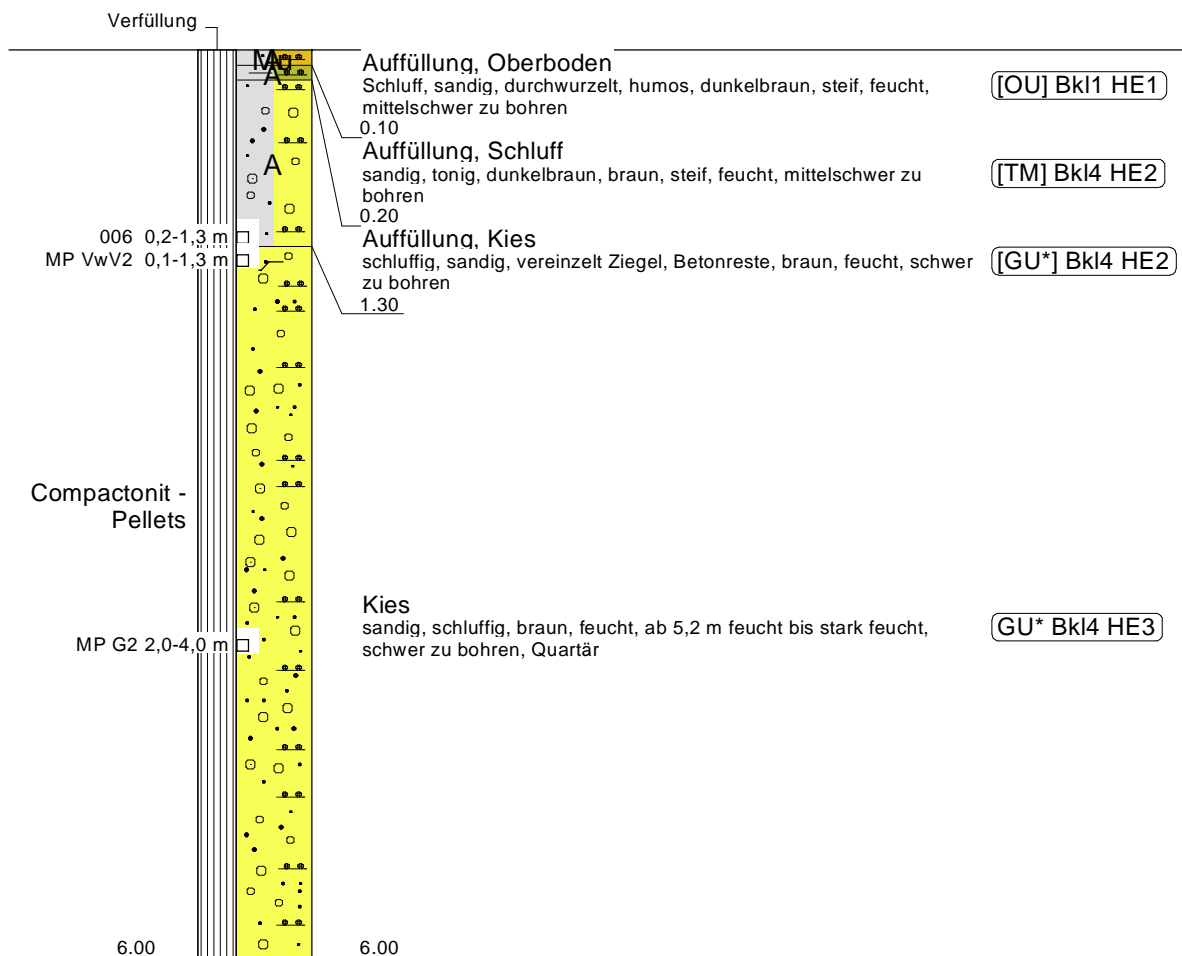 Verfüllung
Mu
A
A
A
Auffüllung, Oberboden
Schluff, sandig, durchwurzelt, humos, dunkelbraun, steif, feucht,
mittelschwer zu bohren
0.10
[OU] Bkl1 HE1
Auffüllung, Schluff
sandig, tonig, dunkelbraun, braun, steif, feucht, mittelschwer zu
bohren
0.20
[TM] Bkl4 HE2
006 0,2-1,3 m
MP VwV2 0,1-1,3 m
Auffüllung, Kies
schluffig, sandig, vereinzelt Ziegel, Betonreste, braun, feucht, schwer
zu bohren
1.30
[GU*] Bkl4 HE2
Compactonit -
Pellets
MP G2 2,0-4,0 m
Kies
sandig, schluffig, braun, feucht, ab 5,2 m feucht bis stark feucht,
schwer zu bohren, Quartär
GU* Bkl4 HE3
6.00
6.00